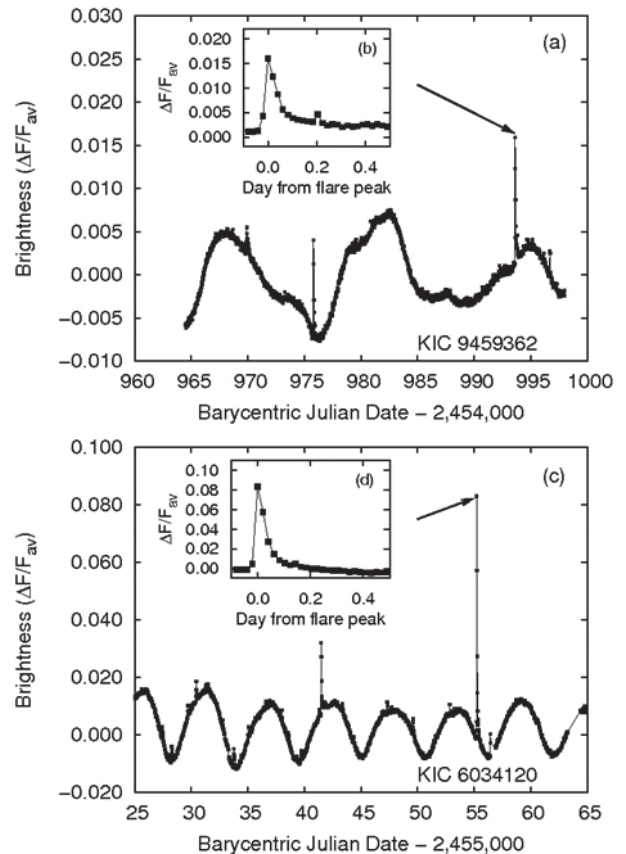 0.030
0.025
0.020
0.015
0.010
0.005
0.000
−0.005
−0.010
Brightness (ΔF/Fav)
(a)
0.020
0.015
0.010
0.005
0.000
ΔF/Fav
(b)
0.0 0.2 0.4
Day from flare peak
KIC 9459362
960 965 970 975 980 985 990 995 1000
Barycentric Julian Date − 2,454,000
0.100
0.080
0.060
0.040
0.020
0.000
−0.020
Brightness (ΔF/Fav)
(c)
0.10
0.08
0.06
0.04
0.02
0.00
ΔF/Fav
(d)
0.0 0.2 0.4
Day from flare peak
KIC 6034120
25 30 35 40 45 50 55 60 65
Barycentric Julian Date − 2,455,000